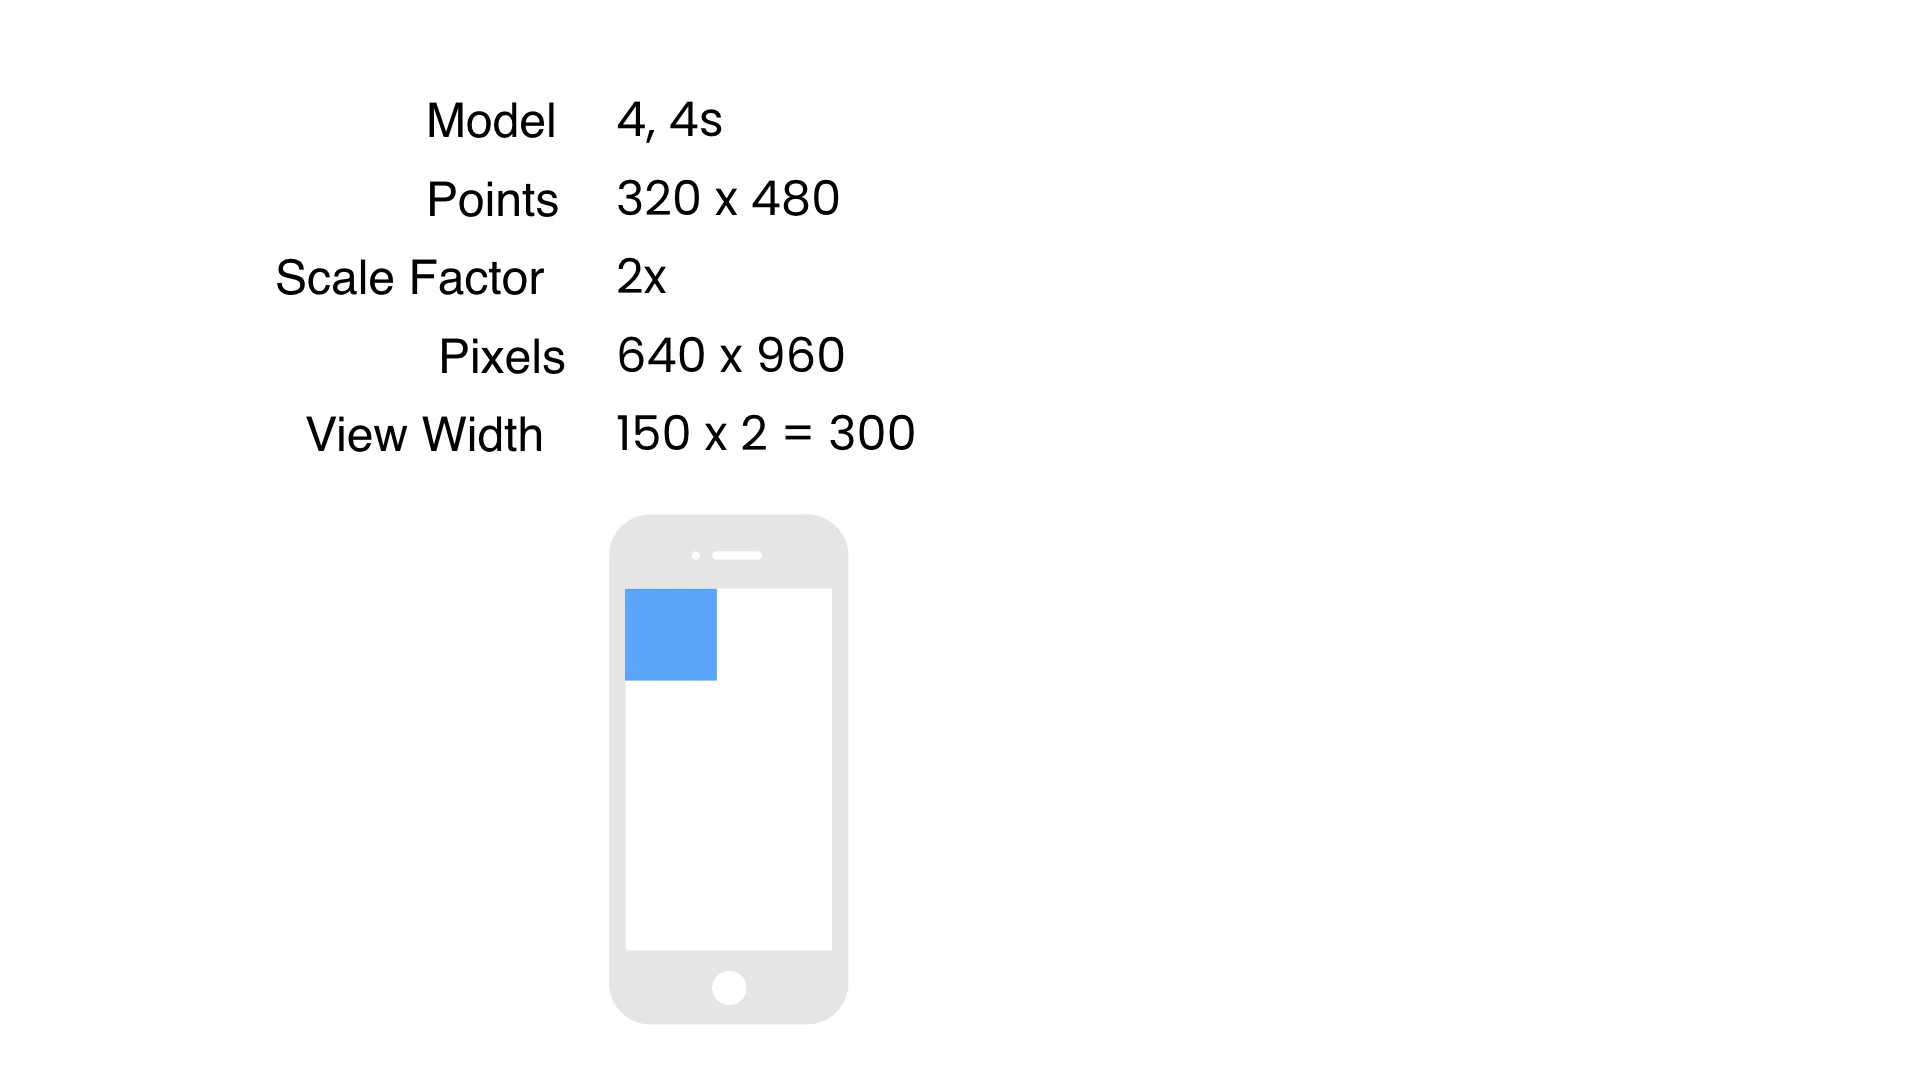 Model 4, 4s
Points 320 x 480
Scale Factor 2x
Pixels 640 x 960
View Width 150 x 2 = 300